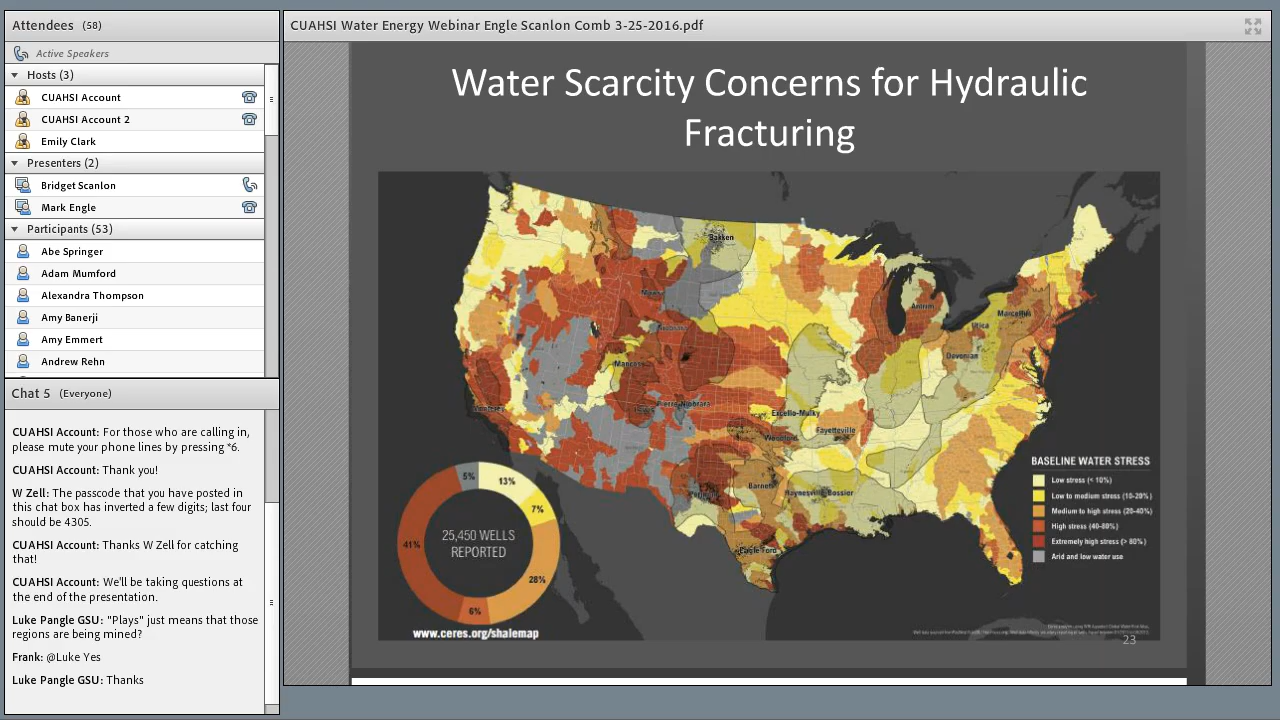 Attendees (58)
Active Speakers
Hosts (3)
CUAHSI Account
CUAHSI Account 2
Emily Clark
Presenters (2)
Bridget Scanlon
Mark Engle
Participants (53)
Abe Springer
Adam Mumford
Alexandra Thompson
Amy Banerji
Amy Emmert
Andrew Rehn
Chat 5 (Everyone)
CUAHSI Account: For those who are calling in,
please mute your phone lines by pressing *6.
CUAHSI Account: Thank you!
W Zell: The passcode that you have posted in
this chat box has inverted a few digits; last four
should be 4305.
CUAHSI Account: Thanks W Zell for catching
that!
CUAHSI Account: We'll be taking questions at
the end of the presentation.
Luke Pangle GSU: "Plays" just means that those
regions are being mined?
Frank: @Luke Yes
Luke Pangle GSU: Thanks
CUAHSI Water Energy Webinar Engle Scanlon Comb 3-25-2016.pdf
Water Scarcity Concerns for Hydraulic
Fracturing
Bakken
Antrim
Marcellus
Utica
Devonian
Niobrara
Mancos
Monterey
Lewis
Pierre-Niobrara
Excello-Mulky
Fayetteville
Woodford
Barnett
Haynesville-Bossier
Permian
Eagle Ford
BASELINE WATER STRESS
Low stress (< 10%)
Low to medium stress (10-20%)
Medium to high stress (20-40%)
High stress (40-80%)
Extremely high stress (> 80%)
Arid and low water use
5%
13%
7%
28%
6%
41%
25,450 WELLS
REPORTED
www.ceres.org/shalemap
23